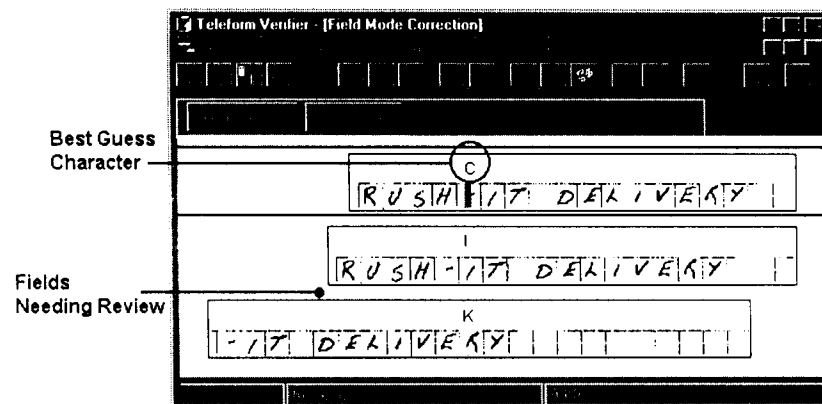 Teleform Verifier - [Field Mode Correction]
Best Guess
Character
C
RUSH-IT DELIVERY
I
RUSH-IT DELIVERY
Fields
Needing Review
K
-IT DELIVERY